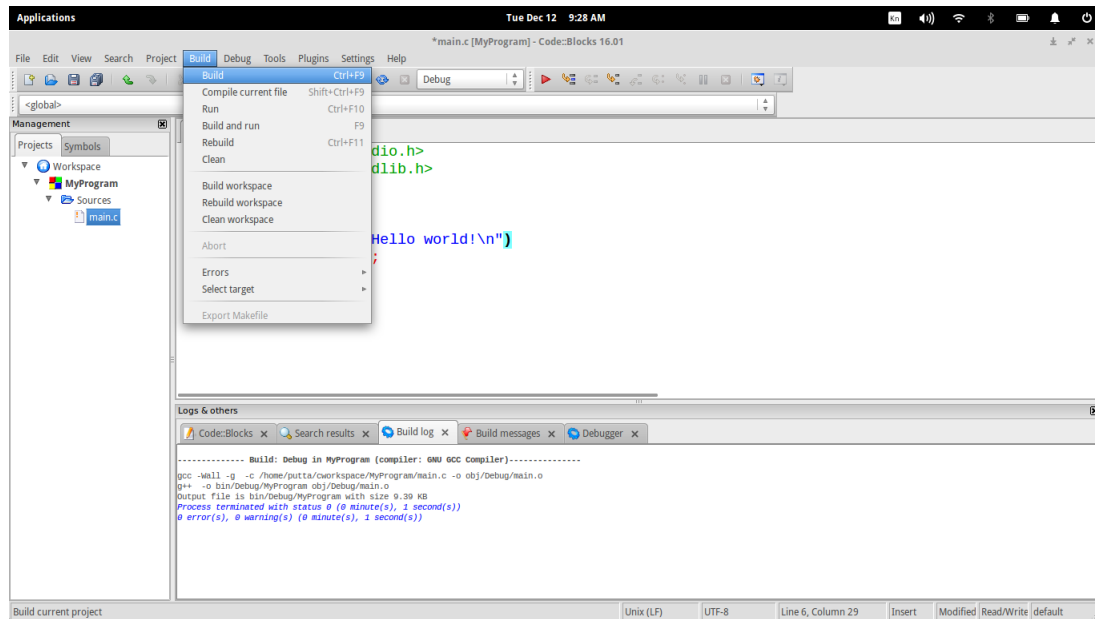 Applications
Tue Dec 12 9:28 AM
Kn
*main.c [MyProgram] - Code::Blocks 16.01
File Edit View Search Project Build Debug Tools Plugins Settings Help
Debug
<global>
Build Ctrl+F9
Compile current file Shift+Ctrl+F9
Run Ctrl+F10
Build and run F9
Rebuild Ctrl+F11
Clean
Build workspace
Rebuild workspace
Clean workspace
Abort
Errors
Select target
Export Makefile
Management
Projects Symbols
Workspace
MyProgram
Sources
main.c
dio.h>
dlib.h>
Hello world!\n")
;
Logs & others
Code::Blocks Search results Build log Build messages Debugger
------------- Build: Debug in MyProgram (compiler: GNU GCC Compiler)---------------
gcc -Wall -g -c /home/putta/cworkspace/MyProgram/main.c -o obj/Debug/main.o
g++ -o bin/Debug/MyProgram obj/Debug/main.o
Output file is bin/Debug/MyProgram with size 9.39 KB
Process terminated with status 0 (0 minute(s), 1 second(s))
0 error(s), 0 warning(s) (0 minute(s), 1 second(s))
Build current project
Unix (LF) UTF-8 Line 6, Column 29 Insert Modified Read/Write default